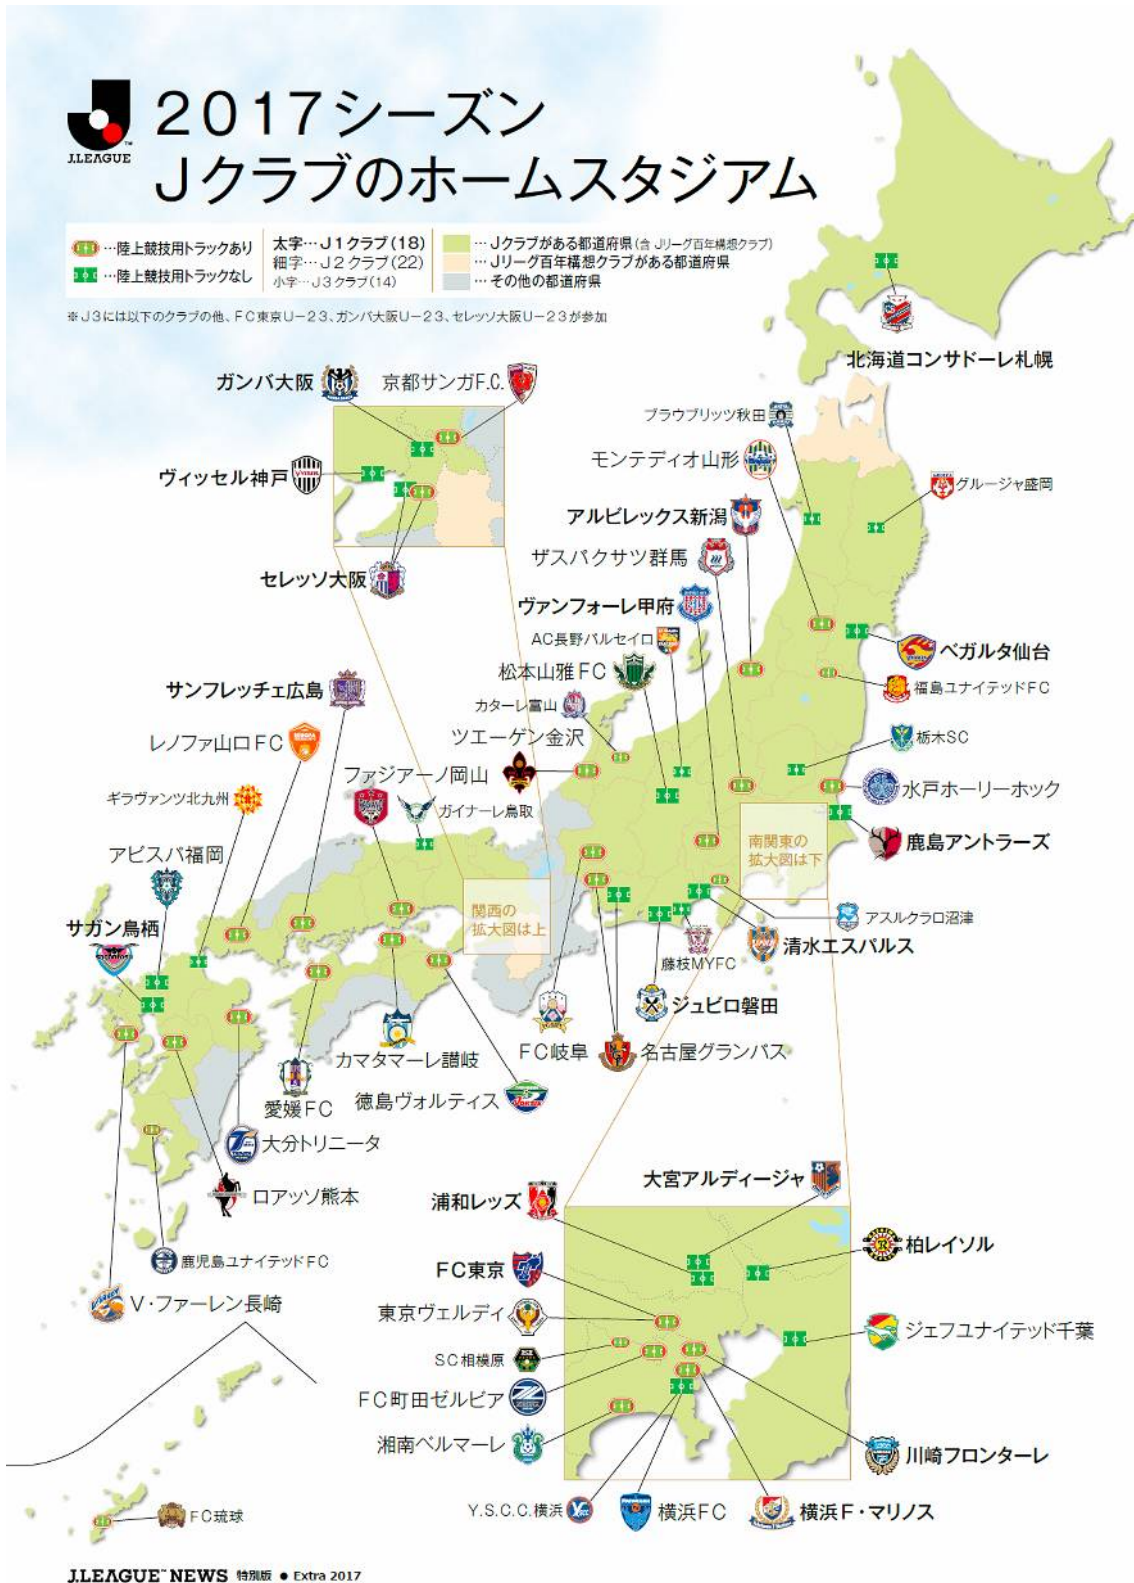 J.LEAGUE™
2017シーズン
Jクラブのホームスタジアム
…陸上競技用トラックあり
…陸上競技用トラックなし
太字…J1クラブ(18)
細字…J2クラブ(22)
小字…J3クラブ(14)
…Jクラブがある都道府県(含 Jリーグ百年構想クラブ)
…Jリーグ百年構想クラブがある都道府県
…その他の都道府県
※J3には以下のクラブの他、FC東京U-23、ガンバ大阪U-23、セレッソ大阪U-23が参加
北海道コンサドーレ札幌
ガンバ大阪
京都サンガF.C.
ブラウブリッツ秋田
モンテディオ山形
ヴィッセル神戸
グルージャ盛岡
アルビレックス新潟
ザスパクサツ群馬
セレッソ大阪
ヴァンフォーレ甲府
AC長野パルセイロ
ベガルタ仙台
松本山雅FC
サンフレッチェ広島
福島ユナイテッドFC
カターレ富山
レノファ山口FC
ツエーゲン金沢
栃木SC
ファジアーノ岡山
水戸ホーリーホック
ギラヴァンツ北九州
ガイナーレ鳥取
鹿島アントラーズ
南関東の
拡大図は下
アビスパ福岡
関西の
拡大図は上
アスルクラロ沼津
サガン鳥栖
清水エスパルス
藤枝MYFC
ジュビロ磐田
FC岐阜
名古屋グランパス
カマタマーレ讃岐
徳島ヴォルティス
愛媛FC
大分トリニータ
ロアッソ熊本
大宮アルディージャ
浦和レッズ
柏レイソル
鹿児島ユナイテッドFC
FC東京
V・ファーレン長崎
東京ヴェルディ
ジェフユナイテッド千葉
SC相模原
FC町田ゼルビア
湘南ベルマーレ
川崎フロンターレ
Y.S.C.C.横浜
横浜FC
横浜F・マリノス
FC琉球
J.LEAGUE™ NEWS 特別版 ● Extra 2017